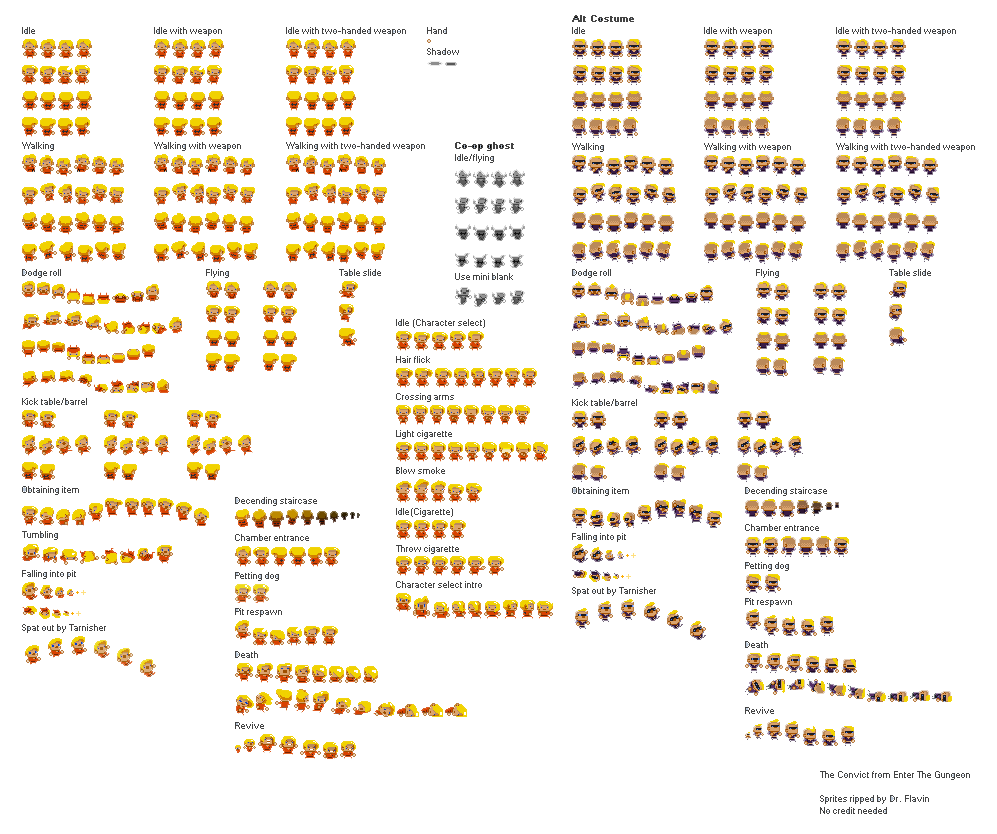 Idle
Idle with weapon
Idle with two-handed weapon
Hand
Shadow
Walking
Walking with weapon
Walking with two-handed weapon
Co-op ghost
Idle/flying
Use mini blank
Dodge roll
Flying
Table slide
Idle (Character select)
Hair flick
Crossing arms
Light cigarette
Blow smoke
Idle(Cigarette)
Throw cigarette
Character select intro
Kick table/barrel
Obtaining item
Tumbling
Falling into pit
Spat out by Tarnisher
Decending staircase
Chamber entrance
Petting dog
Pit respawn
Death
Revive
Alt Costume
Idle
Idle with weapon
Idle with two-handed weapon
Walking
Walking with weapon
Walking with two-handed weapon
Dodge roll
Flying
Table slide
Kick table/barrel
Obtaining item
Falling into pit
Spat out by Tarnisher
Decending staircase
Chamber entrance
Petting dog
Pit respawn
Death
Revive
The Convict from Enter The Gungeon
Sprites ripped by Dr. Flavin
No credit needed